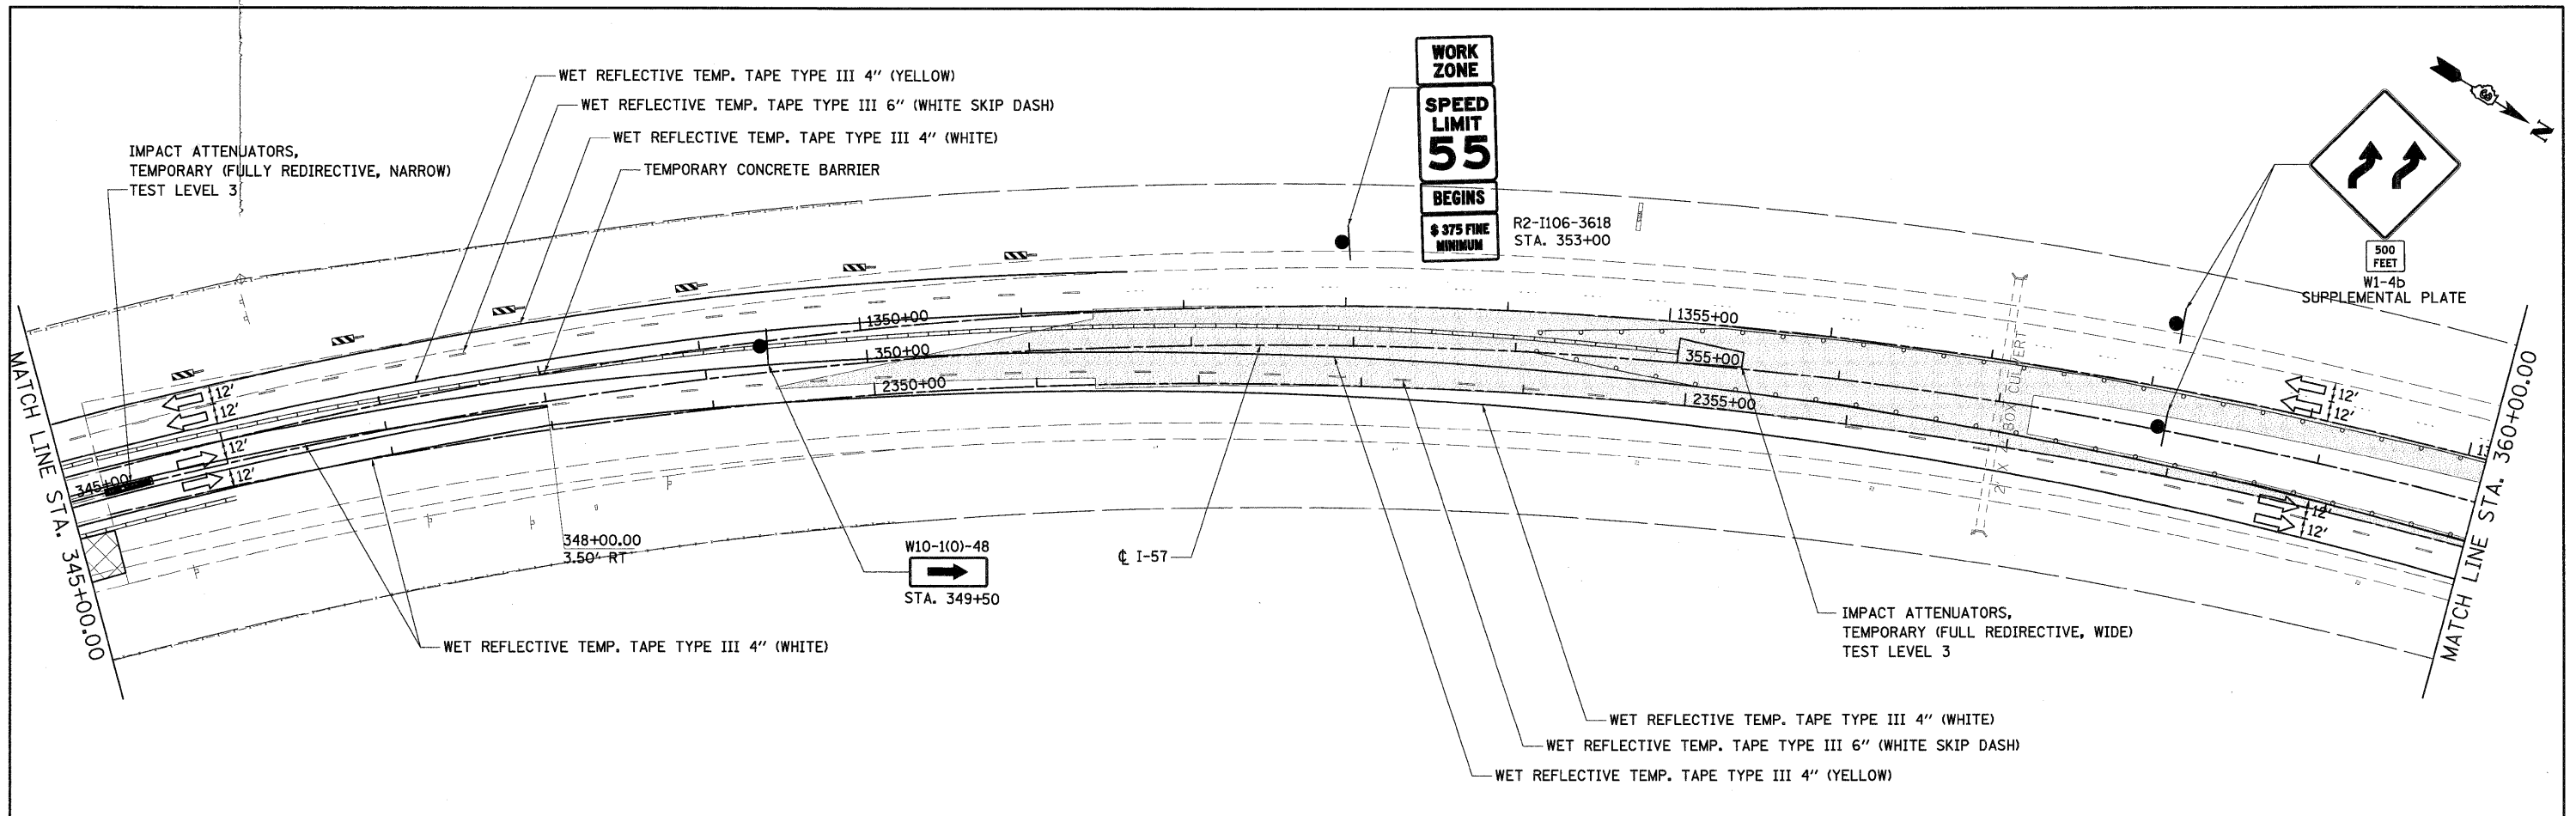 WET REFLECTIVE TEMP. TAPE TYPE III 4" (YELLOW)
WET REFLECTIVE TEMP. TAPE TYPE III 6" (WHITE SKIP DASH)
WET REFLECTIVE TEMP. TAPE TYPE III 4" (WHITE)
TEMPORARY CONCRETE BARRIER
IMPACT ATTENUATORS,
TEMPORARY (FULLY REDIRECTIVE, NARROW)
TEST LEVEL 3
WORK
ZONE
SPEED
LIMIT
55
BEGINS
$ 375 FINE
MINIMUM
R2-I106-3618
STA. 353+00
N
500
FEET
W1-4b
SUPPLEMENTAL PLATE
MATCH LINE STA. 345+00.00
345+00
12'
12'
12'
12'
1350+00
350+00
2350+00
1355+00
355+00
2355+00
2' X 4' BOX CULVERT
12'
12'
12'
12'
MATCH LINE STA. 360+00.00
348+00.00
3.50' RT
W10-1(O)-48
STA. 349+50
℄ I-57
WET REFLECTIVE TEMP. TAPE TYPE III 4" (WHITE)
IMPACT ATTENUATORS,
TEMPORARY (FULL REDIRECTIVE, WIDE)
TEST LEVEL 3
WET REFLECTIVE TEMP. TAPE TYPE III 4" (WHITE)
WET REFLECTIVE TEMP. TAPE TYPE III 6" (WHITE SKIP DASH)
WET REFLECTIVE TEMP. TAPE TYPE III 4" (YELLOW)